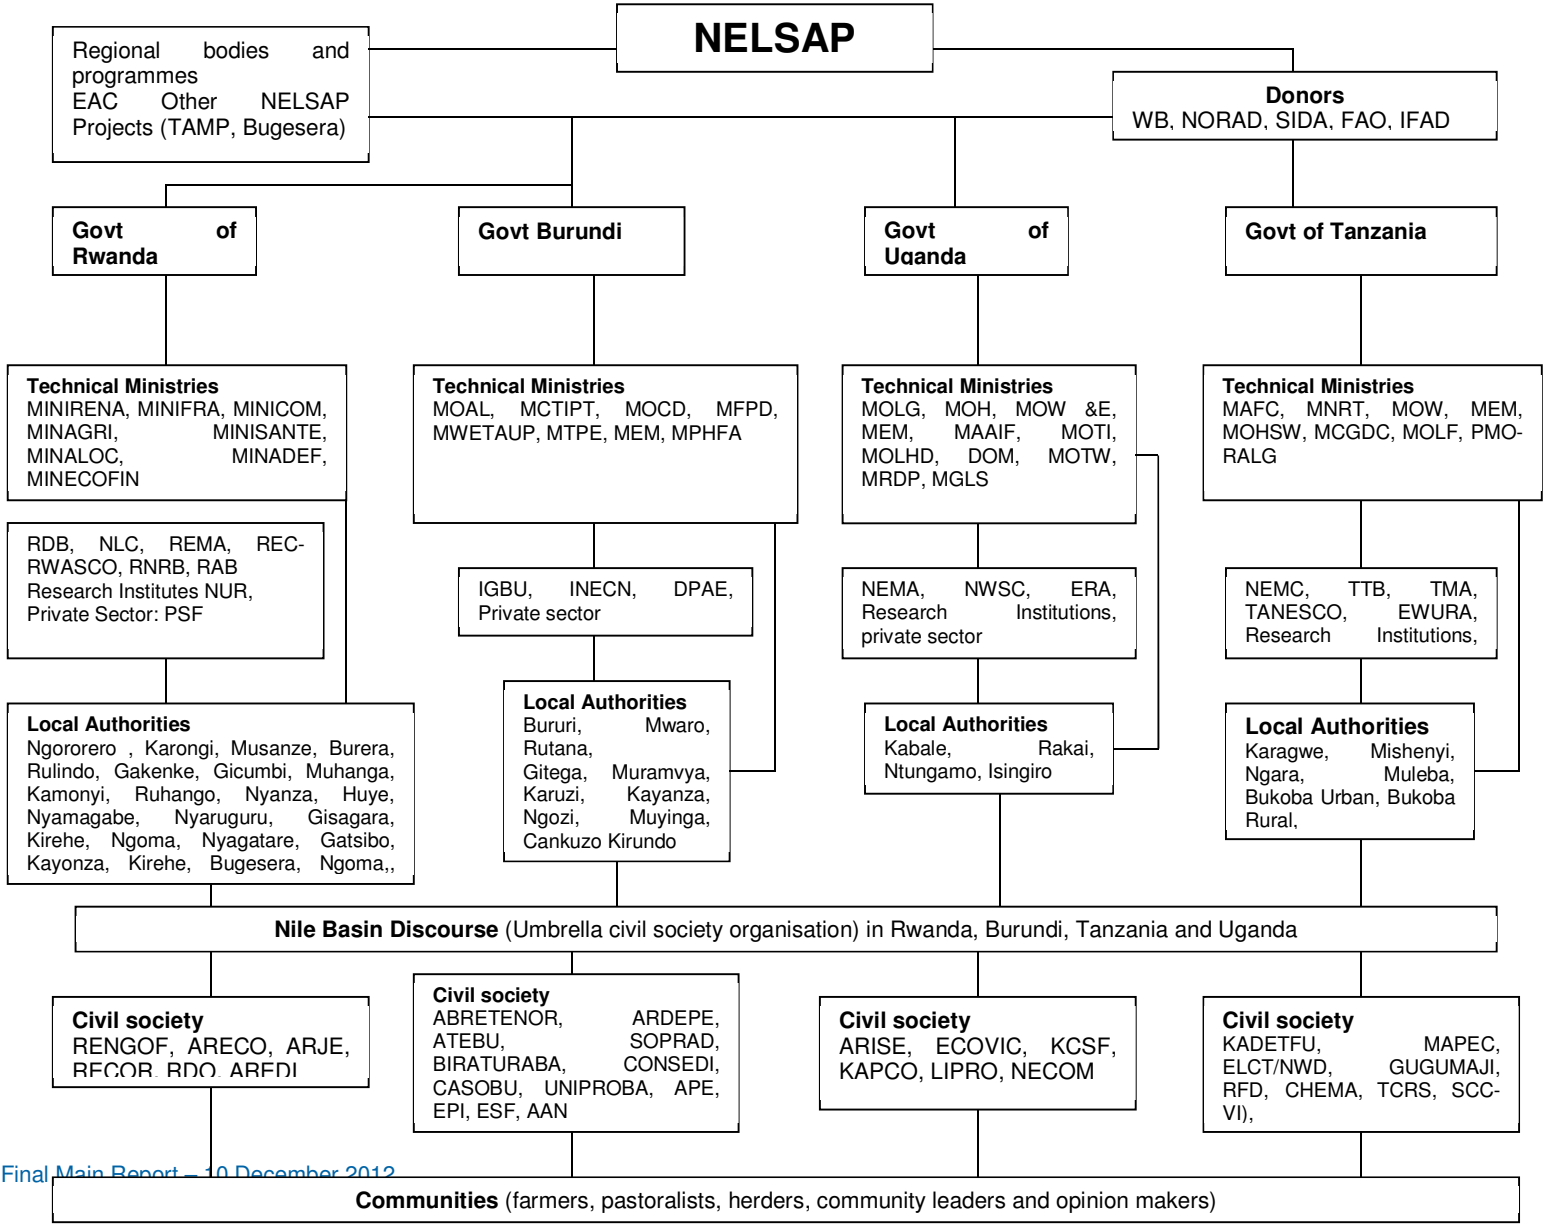 NELSAP
Regional bodies and
programmes
EAC Other NELSAP
Projects (TAMP, Bugesera)
Donors
WB, NORAD, SIDA, FAO, IFAD
Govt of
Rwanda
Govt Burundi
Govt of
Uganda
Govt of Tanzania
Technical Ministries
MINIRENA, MINIFRA, MINICOM,
MINAGRI, MINISANTE,
MINALOC, MINADEF,
MINECOFIN
Technical Ministries
MOAL, MCTIPT, MOCD, MFPD,
MWETAUP, MTPE, MEM, MPHFA
Technical Ministries
MOLG, MOH, MOW &E,
MEM, MAAIF, MOTI,
MOLHD, DOM, MOTW,
MRDP, MGLS
Technical Ministries
MAFC, MNRT, MOW, MEM,
MOHSW, MCGDC, MOLF, PMO-
RALG
RDB, NLC, REMA, REC-
RWASCO, RNRB, RAB
Research Institutes NUR,
Private Sector: PSF
IGBU, INECN, DPAE,
Private sector
NEMA, NWSC, ERA,
Research Institutions,
private sector
NEMC, TTB, TMA,
TANESCO, EWURA,
Research Institutions,
Local Authorities
Ngororero , Karongi, Musanze, Burera,
Rulindo, Gakenke, Gicumbi, Muhanga,
Kamonyi, Ruhango, Nyanza, Huye,
Nyamagabe, Nyaruguru, Gisagara,
Kirehe, Ngoma, Nyagatare, Gatsibo,
Kayonza, Kirehe, Bugesera, Ngoma,,
Local Authorities
Bururi, Mwaro,
Rutana,
Gitega, Muramvya,
Karuzi, Kayanza,
Ngozi, Muyinga,
Cankuzo Kirundo
Local Authorities
Kabale, Rakai,
Ntungamo, Isingiro
Local Authorities
Karagwe, Mishenyi,
Ngara, Muleba,
Bukoba Urban, Bukoba
Rural,
Nile Basin Discourse (Umbrella civil society organisation) in Rwanda, Burundi, Tanzania and Uganda
Civil society
RENGOF, ARECO, ARJE,
RECOR, RDO, AREDI
Civil society
ABRETENOR, ARDEPE,
ATEBU, SOPRAD,
BIRATURABA, CONSEDI,
CASOBU, UNIPROBA, APE,
EPI, ESF, AAN
Civil society
ARISE, ECOVIC, KCSF,
KAPCO, LIPRO, NECOM
Civil society
KADETFU, MAPEC,
ELCT/NWD, GUGUMAJI,
RFD, CHEMA, TCRS, SCC-
VI),
Final Main Report – 10 December 2012
Communities (farmers, pastoralists, herders, community leaders and opinion makers)